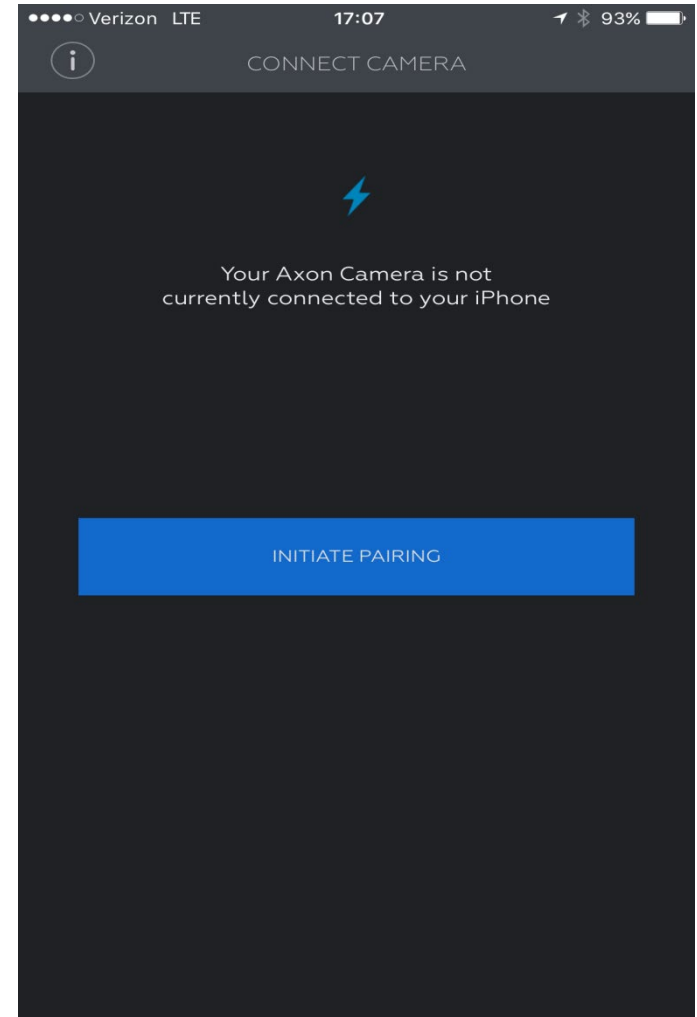 Verizon LTE 17:07 93%
i CONNECT CAMERA
Your Axon Camera is not
currently connected to your iPhone
INITIATE PAIRING